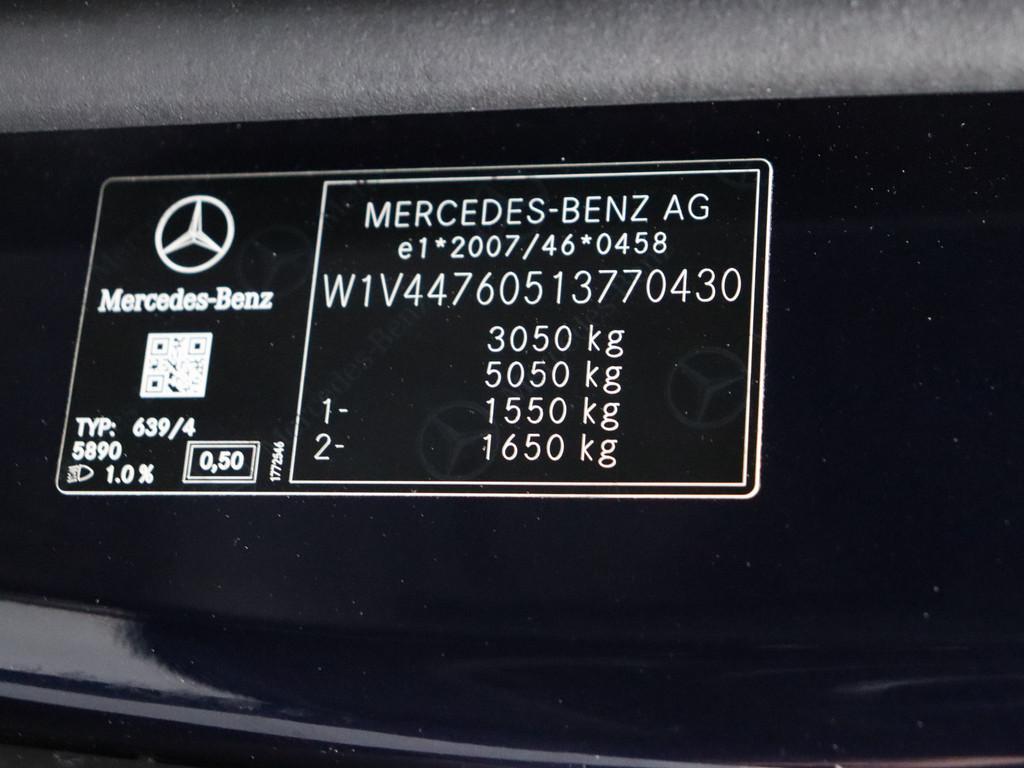 Mercedes-Benz
TYP: 639/4
5890
1.0 %
0,50
1772546
MERCEDES-BENZ AG
e1*2007/46*0458
W1V44760513770430
3050 kg
5050 kg
1- 1550 kg
2- 1650 kg